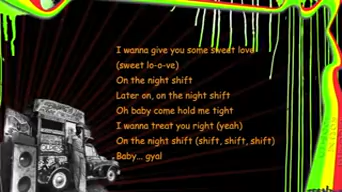 I wanna give you some sweet love
(sweet lo-o-ve)
On the night shift
Later on, on the night shift
Oh baby come hold me tight
I wanna treat you right (yeah)
On the night shift (shift, shift, shift)
Baby... gyal